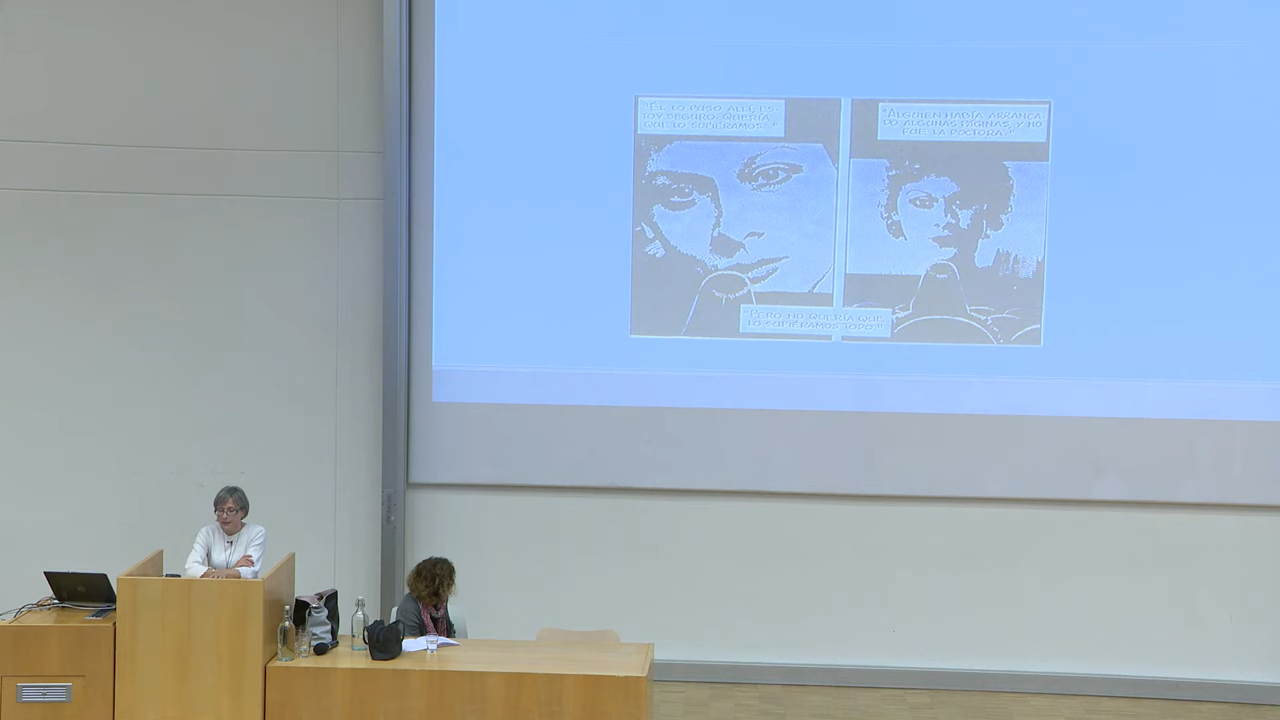 "ÉL LO PUSO ALLÍ, ES-
TOY SEGURO. QUERÍA
QUE LO SUPIÉRAMOS."
"ALGUIEN HABÍA ARRANCA-
DO ALGUNAS PÁGINAS, Y NO
FUE LA DOCTORA."
"PERO NO QUERÍA QUE
LO SUPIÉRAMOS TODO."